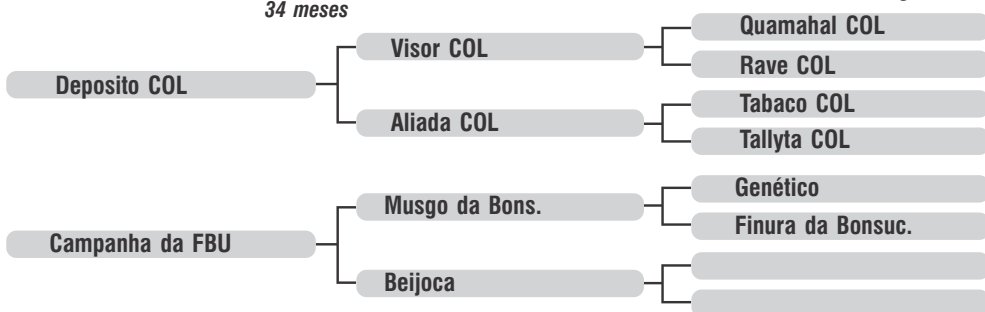 34 meses
Quamahal COL
Visor COL
Rave COL
Deposito COL
Tabaco COL
Aliada COL
Tallyta COL
Genético
Musgo da Bons.
Finura da Bonsuc.
Campanha da FBU
Beijoca